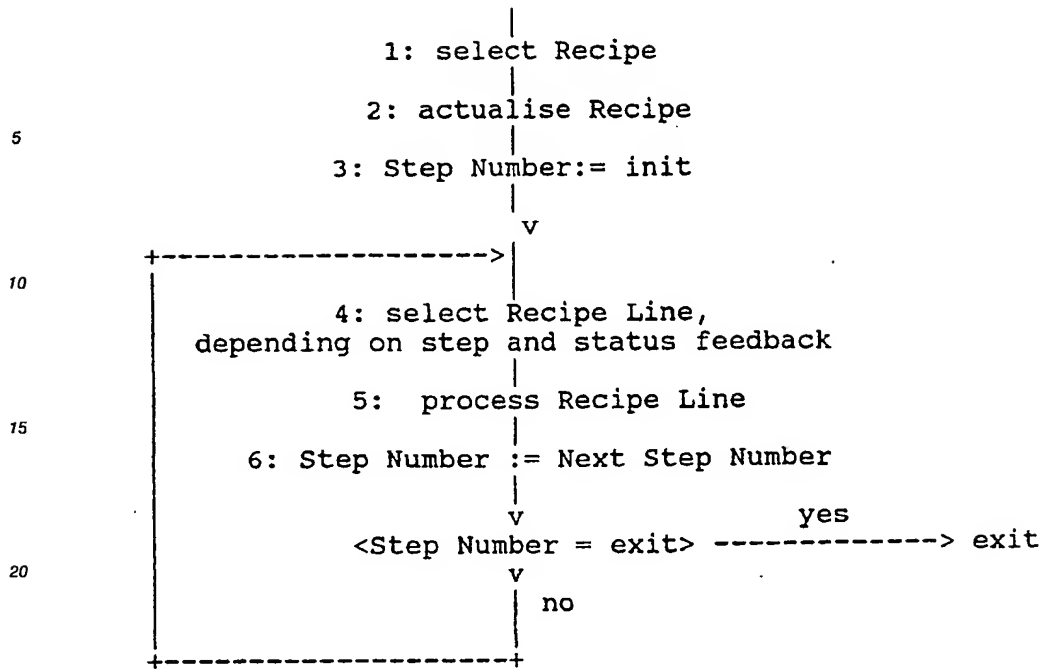 1: select Recipe
2: actualise Recipe
5
3: Step Number:= init
v
+-------------------->
10
4: select Recipe Line,
depending on step and status feedback
5: process Recipe Line
15
6: Step Number := Next Step Number
v yes
<Step Number = exit> -------------> exit
20
v
no
+---------------------+